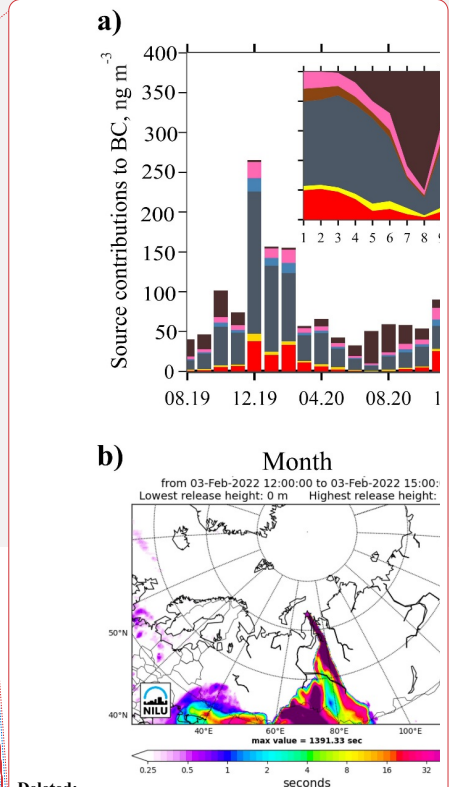 a)
Source contributions to BC, ng m-3
400
350
300
250
200
150
100
50
0
1 2 3 4 5 6 7 8 9
08.19 12.19 04.20 08.20 1
Month
b)
from 03-Feb-2022 12:00:00 to 03-Feb-2022 15:00:
Lowest release height: 0 m Highest release height:
50°N
40°N
NILU
40°E 60°E 80°E 100°E
max value = 1391.33 sec
0.25 0.5 1 2 4 8 16 32
seconds